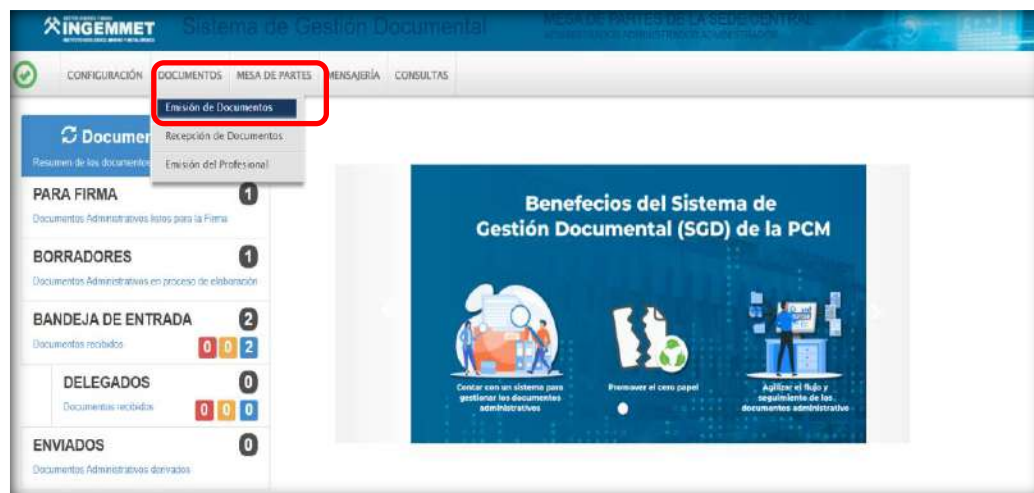 INGEMMET
Sistema de Gestión Documental
MESA DE PARTES DE LA SEDE CENTRAL
CONFIGURACIÓN DOCUMENTOS MESA DE PARTES MENSAJERÍA CONSULTAS
Emisión de Documentos
Recepción de Documentos
Emisión del Profesional
Documen
Resumen de los documentos
PARA FIRMA 1
Documentos Administrativos listos para la Firma
BORRADORES 1
Documentos Administrativos en proceso de elaboración
BANDEJA DE ENTRADA 2
Documentos recibidos 0 0 2
DELEGADOS 0
Documentos recibidos 0 0 0
ENVIADOS 0
Documentos Administrativos derivados
Benefecios del Sistema de
Gestión Documental (SGD) de la PCM
Contar con un sistema para
gestionar los documentos
administrativos
Promover el cero papel
Agilizar el flujo y
seguimiento de los
documentos administrativo